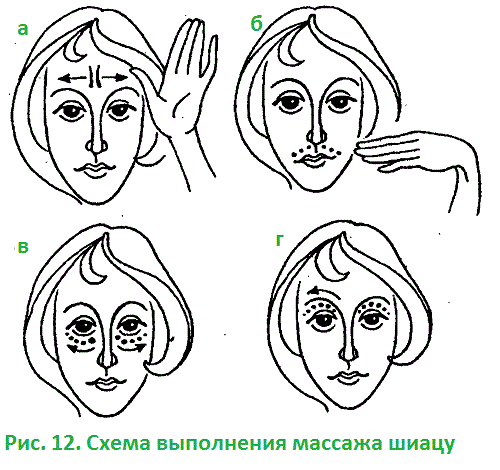 а
б
в
г
Рис. 12. Схема выполнения массажа шиацу